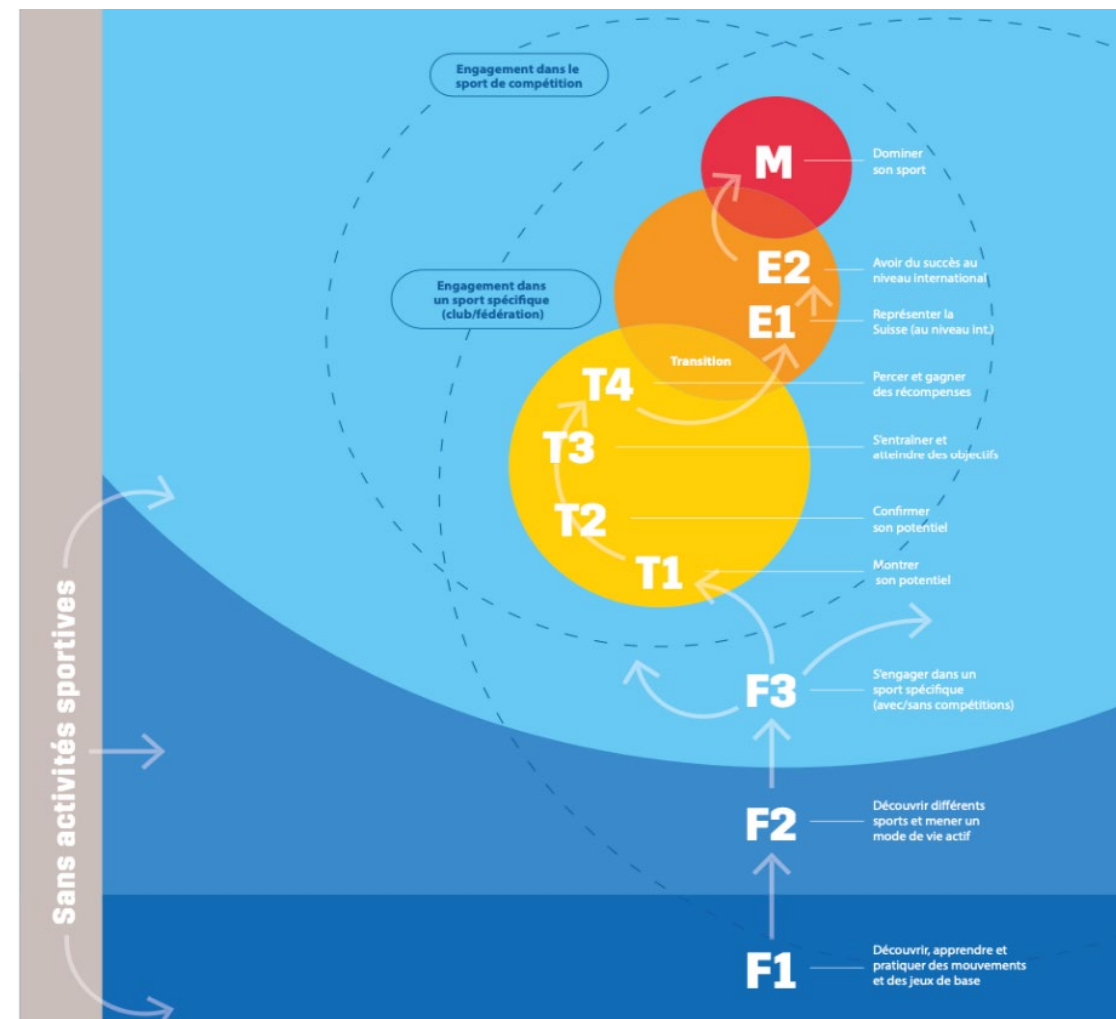 Engagement dans le
sport de compétition
M
Dominer
son sport
E2
Avoir du succès au
niveau international
Engagement dans
un sport spécifique
(club/fédération)
E1
Représenter la
Suisse (au niveau int.)
Transition
T4
Percer et gagner
des récompenses
T3
S'entraîner et
atteindre des objectifs
T2
Confirmer
son potentiel
T1
Montrer
son potentiel
F3
S'engager dans un
sport spécifique
(avec/sans compétitions)
Sans activités sportives
F2
Découvrir différents
sports et mener un
mode de vie actif
F1
Découvrir, apprendre et
pratiquer des mouvements
et des jeux de base